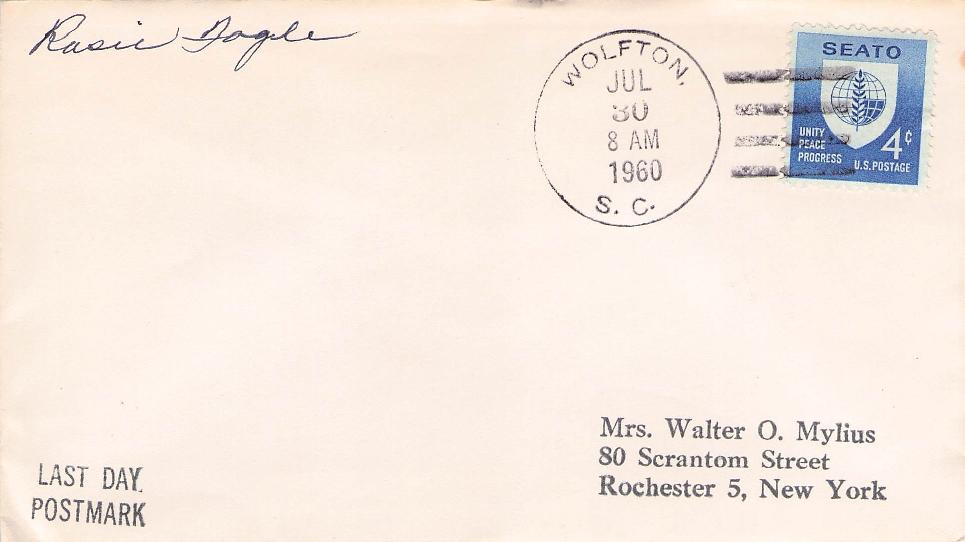 Rosie Fogle
WOLFTON,
JUL
30
8 AM
1960
S. C.
SEATO
UNITY
PEACE
PROGRESS
4¢
U.S. POSTAGE
Mrs. Walter O. Mylius
80 Scrantom Street
Rochester 5, New York
LAST DAY
POSTMARK